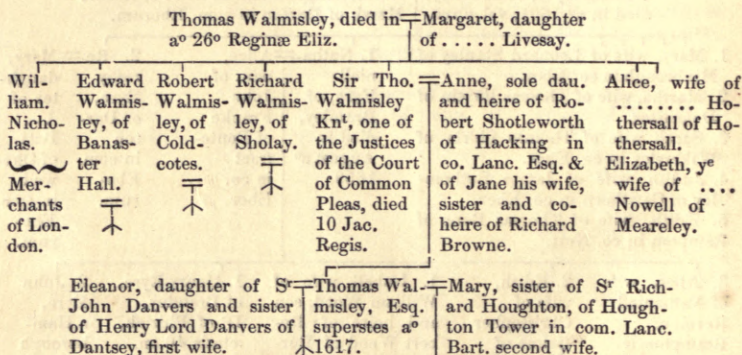 Thomas Walmisley, died in
aº 26º Reginæ Eliz.
Margaret, daughter
of . . . . . Livesay.
Wil-
liam.
Nicho-
las.
Mer-
chants
of Lon-
don.
Edward
Walmis-
ley, of
Banas-
ter
Hall.
Robert
Walmis-
ley, of
Cold-
cotes.
Richard
Walmis-
ley, of
Sholay.
Sir Tho.
Walmisley
Knᵗ, one of
the Justices
of the Court
of Common
Pleas, died
10 Jac.
Regis.
Anne, sole dau.
and heire of Ro-
bert Shotleworth
of Hacking in
co. Lanc. Esq. &
of Jane his wife,
sister and co-
heire of Richard
Browne.
Alice, wife of
. . . . . . . . Ho-
thersall of Ho-
thersall.
Elizabeth, yᵉ
wife of . . . .
Nowell of
Meareley.
Eleanor, daughter of Sʳ
John Danvers and sister
of Henry Lord Danvers of
Dantsey, first wife.
Thomas Wal-
misley, Esq.
superstes aº
1617.
Mary, sister of Sʳ Rich-
ard Houghton, of Hough-
ton Tower in com. Lanc.
Bart. second wife.